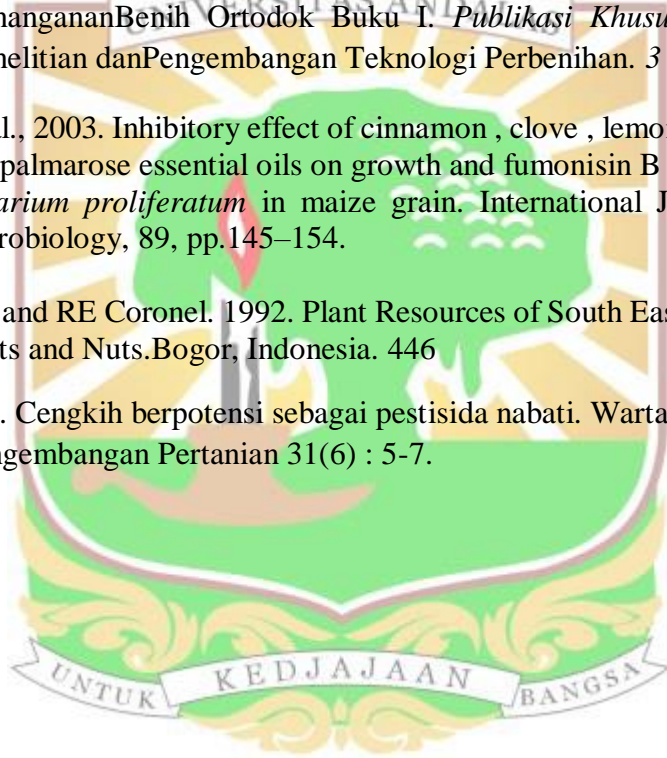 nangananBenih Ortodok Buku I. Publikasi Khusu
nelitian danPengembangan Teknologi Perbenihan. 3
al., 2003. Inhibitory effect of cinnamon , clove , lemo
palmarose essential oils on growth and fumonisin B
arium proliferatum in maize grain. International J
robiology, 89, pp.145–154.
and RE Coronel. 1992. Plant Resources of South Eas
ts and Nuts.Bogor, Indonesia. 446
. Cengkih berpotensi sebagai pestisida nabati. Warta
ngembangan Pertanian 31(6) : 5-7.
UNTUK KEDJAJAAN BANGSA